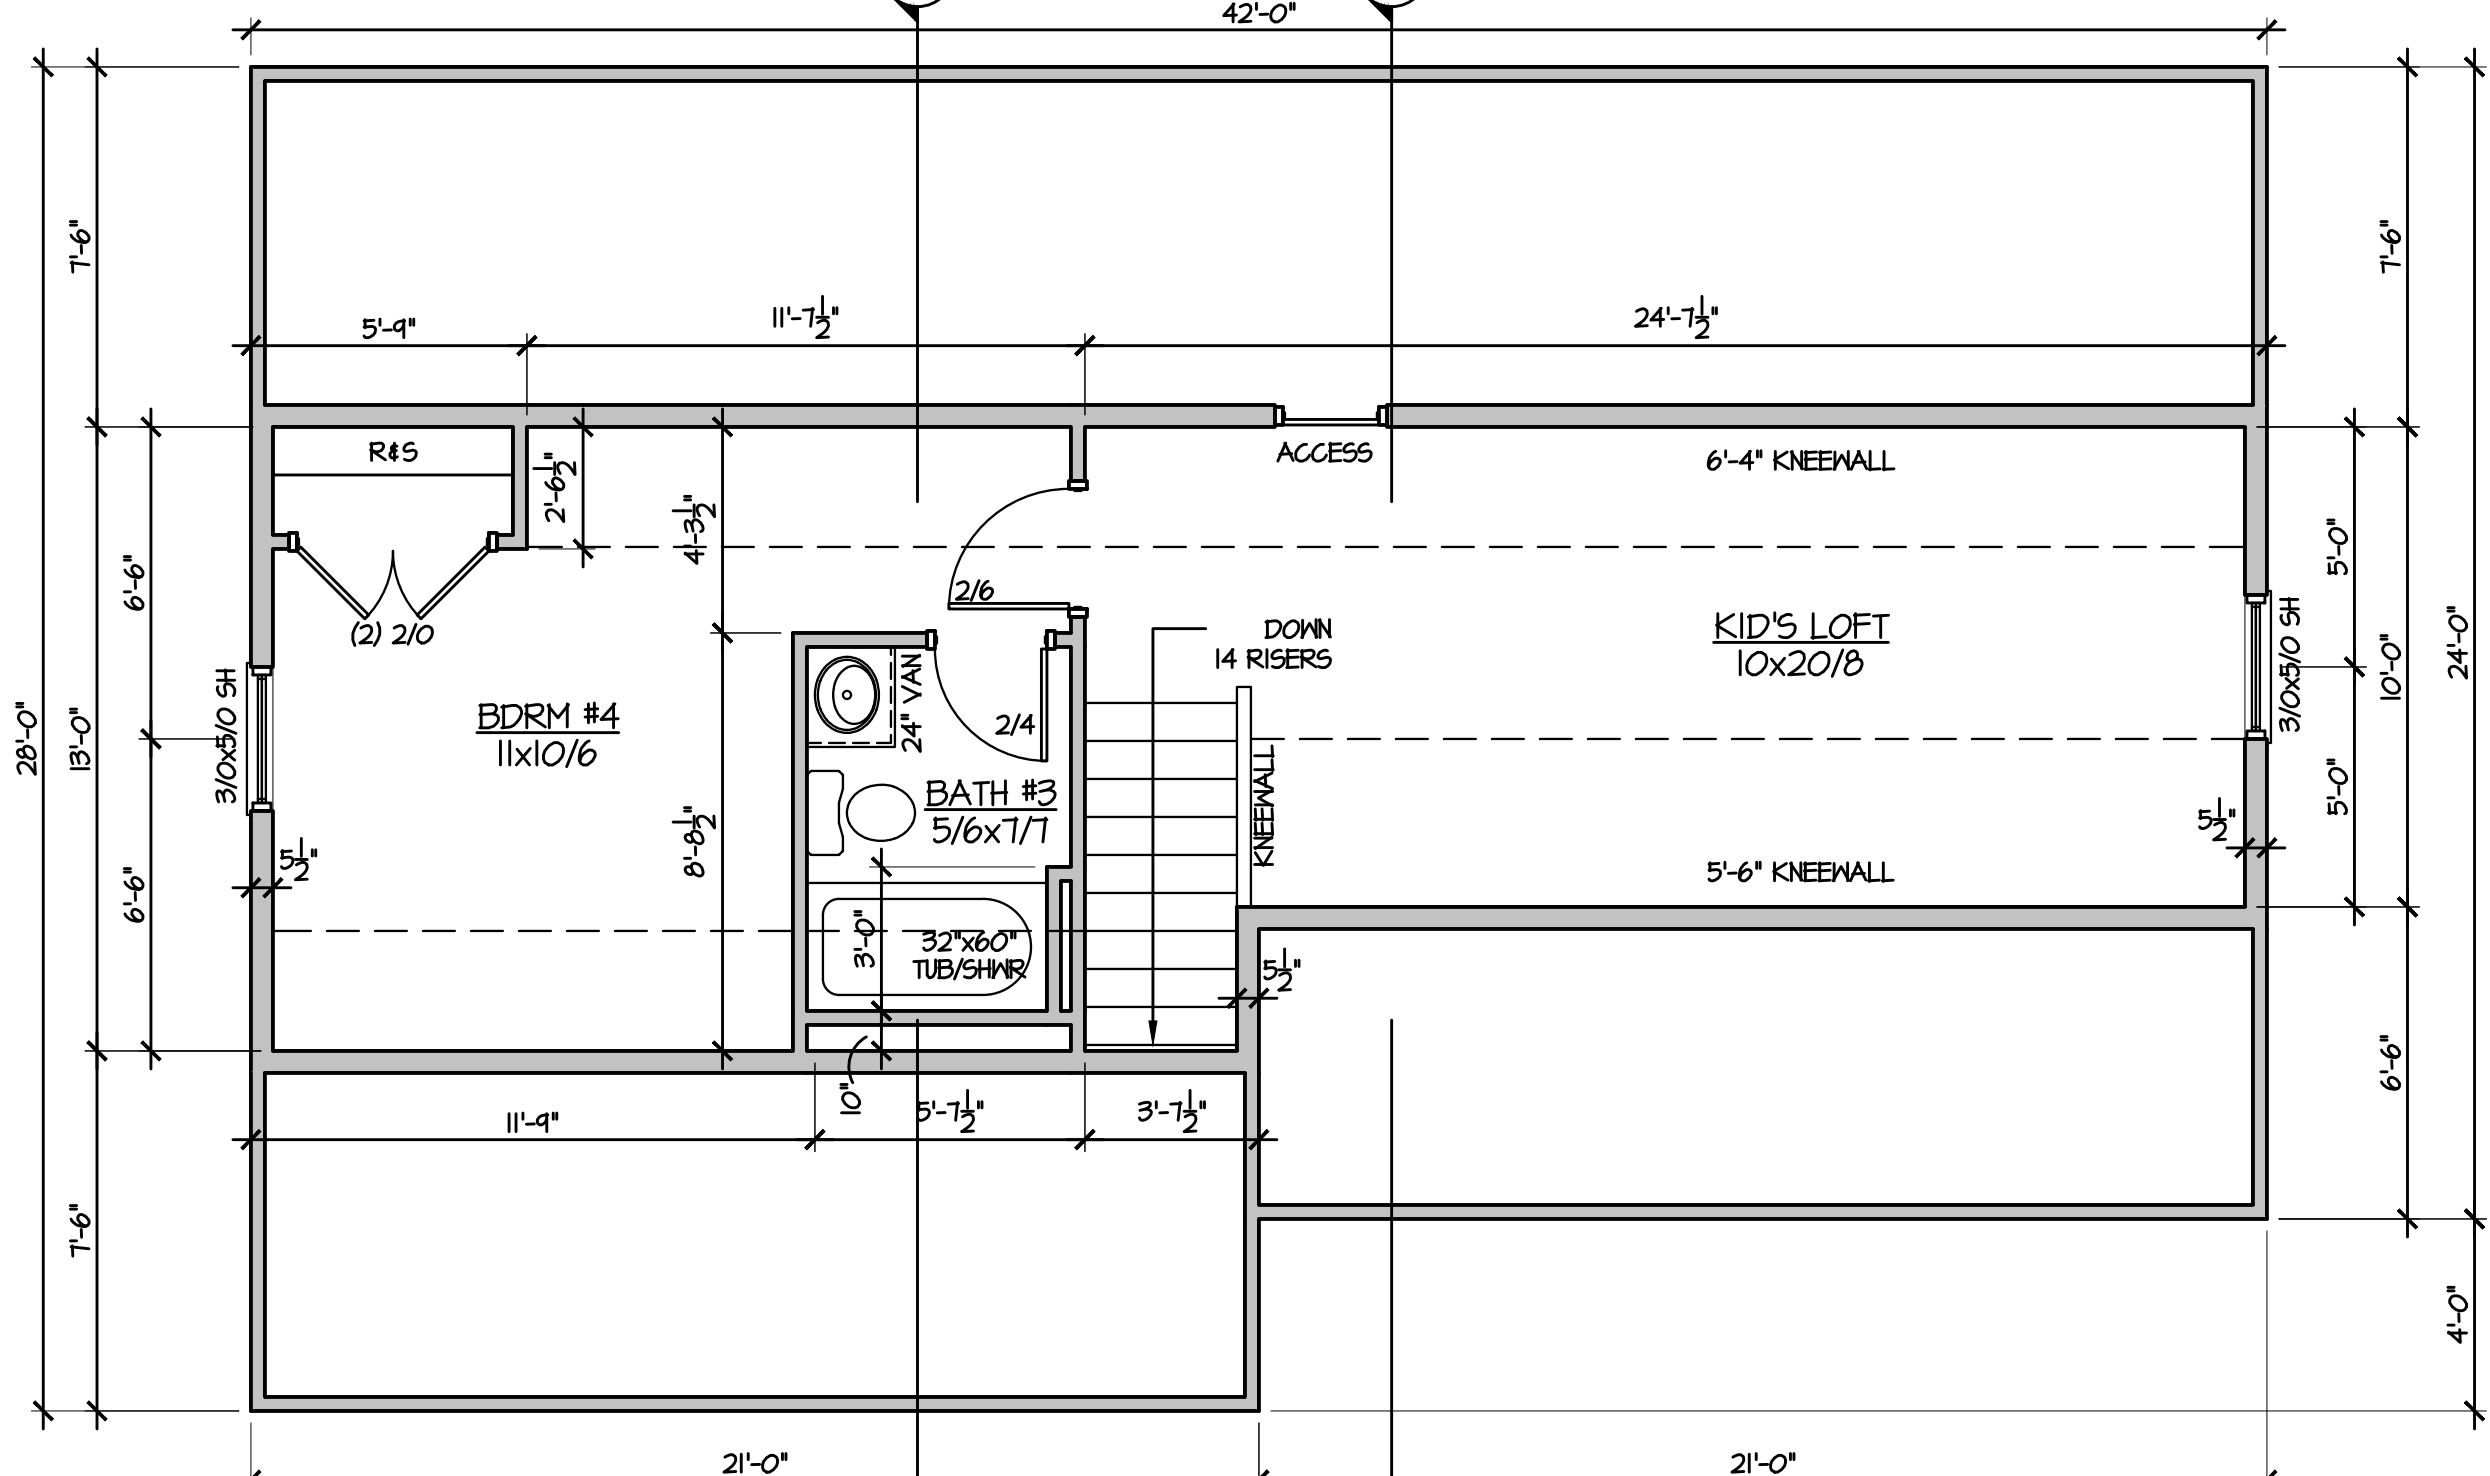 42'-0"
7'-6"
7'-6"
5'-9"
11'-7 1/2"
24'-7 1/2"
R&S
ACCESS
6'-4" KNEEWALL
2'-6 1/2"
4'-3 1/2"
5'-0"
6'-6"
2/6
(2) 2/0
DOWN
14 RISERS
KID'S LOFT
10x20/8
3/0x5/0 SH
10'-0"
24'-0"
28'-0"
13'-0"
3/0x5/0 SH
BDRM #4
11x10/6
24" VAN
2/4
BATH #3
5/6x7/7
KNEEWALL
5 1/2"
5'-0"
5 1/2"
8'-8 1/2"
5'-6" KNEEWALL
6'-6"
3'-0"
32"x60"
TUB/SHWR
5 1/2"
6'-6"
10"
11'-9"
5'-7 1/2"
3'-7 1/2"
7'-6"
4'-0"
21'-0"
21'-0"